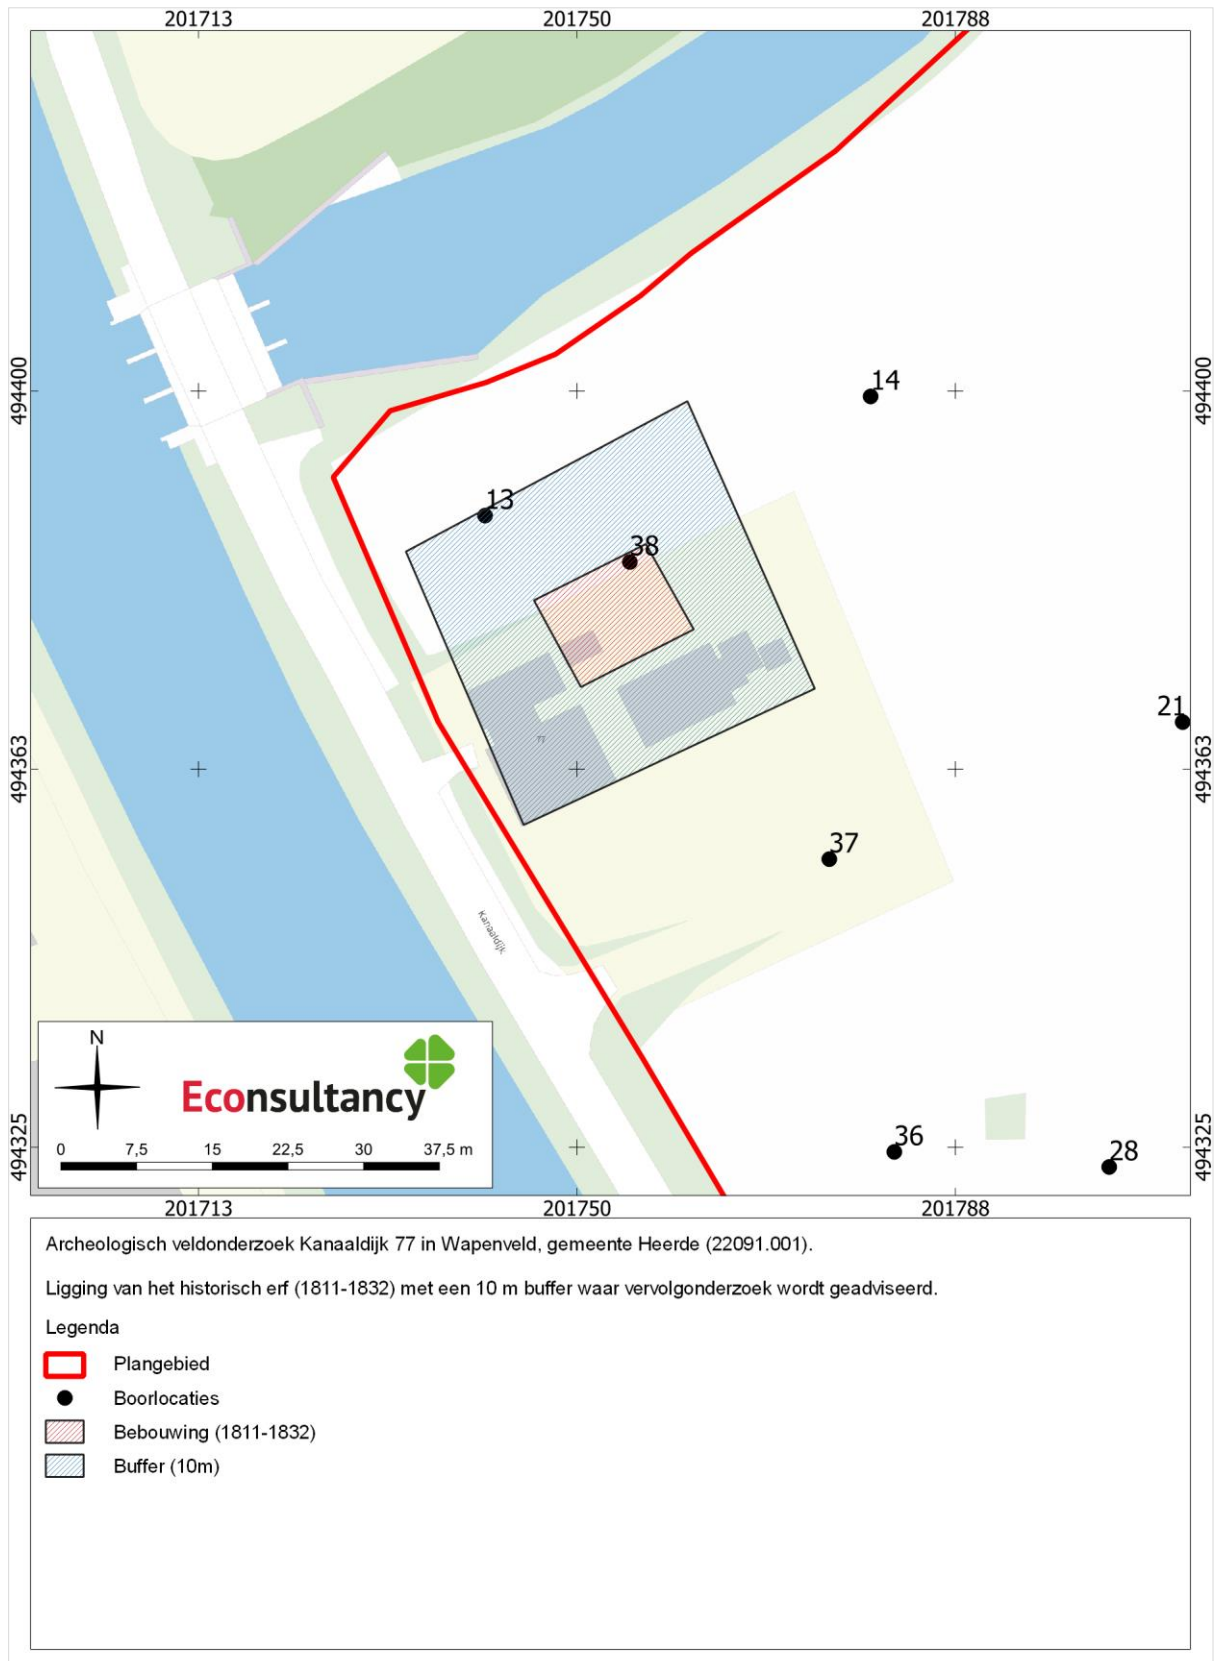 201713 201750 201788
494400 494400
14
13
38
21
77
494363 494363
37
Kanaaldijk
N
Econsultancy
0 7,5 15 22,5 30 37,5 m
494325 494325
36
28
201713 201750 201788
Archeologisch veldonderzoek Kanaaldijk 77 in Wapenveld, gemeente Heerde (22091.001).
Ligging van het historisch erf (1811-1832) met een 10 m buffer waar vervolgonderzoek wordt geadviseerd.
Legenda
Plangebied
Boorlocaties
Bebouwing (1811-1832)
Buffer (10m)